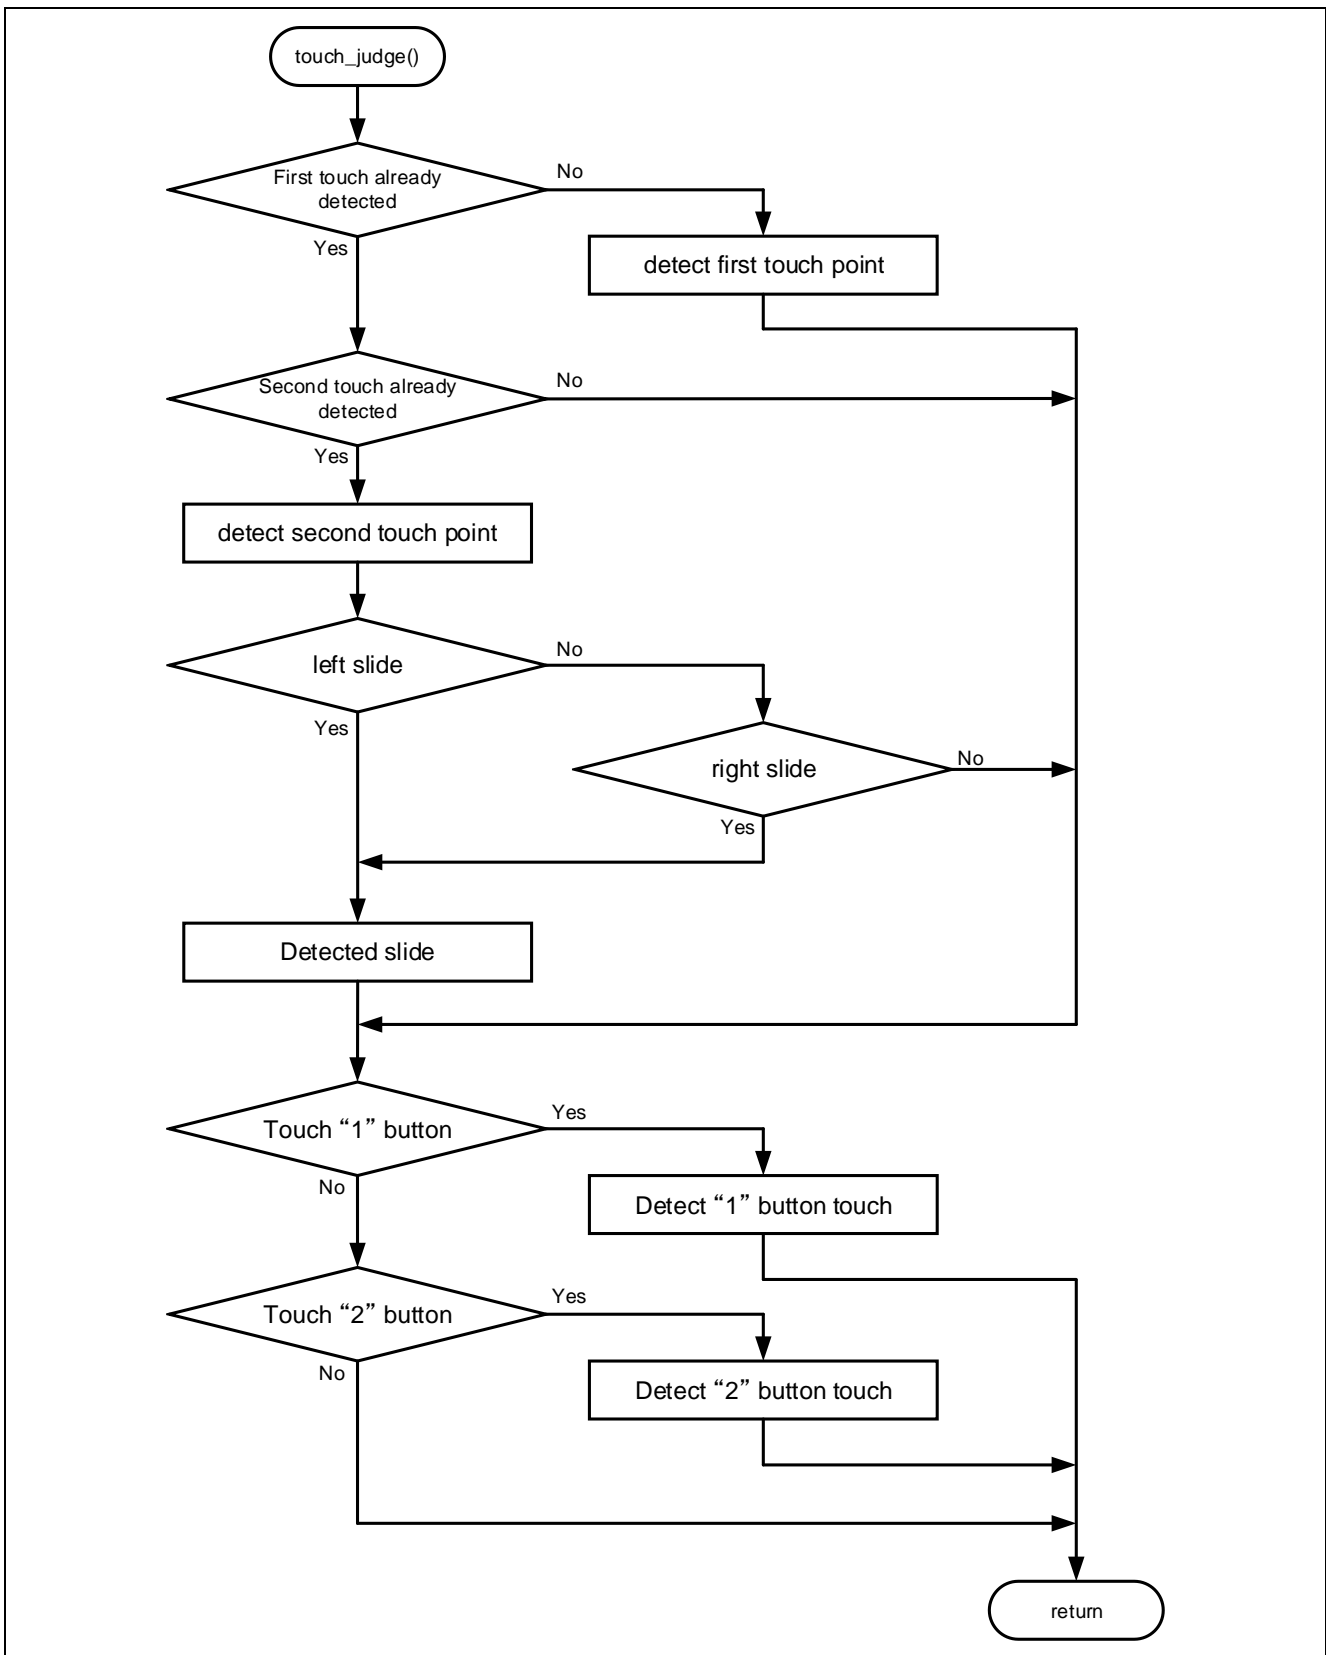 touch_judge()
First touch already
detected
No
Yes
detect first touch point
Second touch already
detected
No
Yes
detect second touch point
left slide
No
Yes
right slide
No
Yes
Detected slide
Touch “1” button
Yes
No
Detect “1” button touch
Touch “2” button
Yes
No
Detect “2” button touch
return